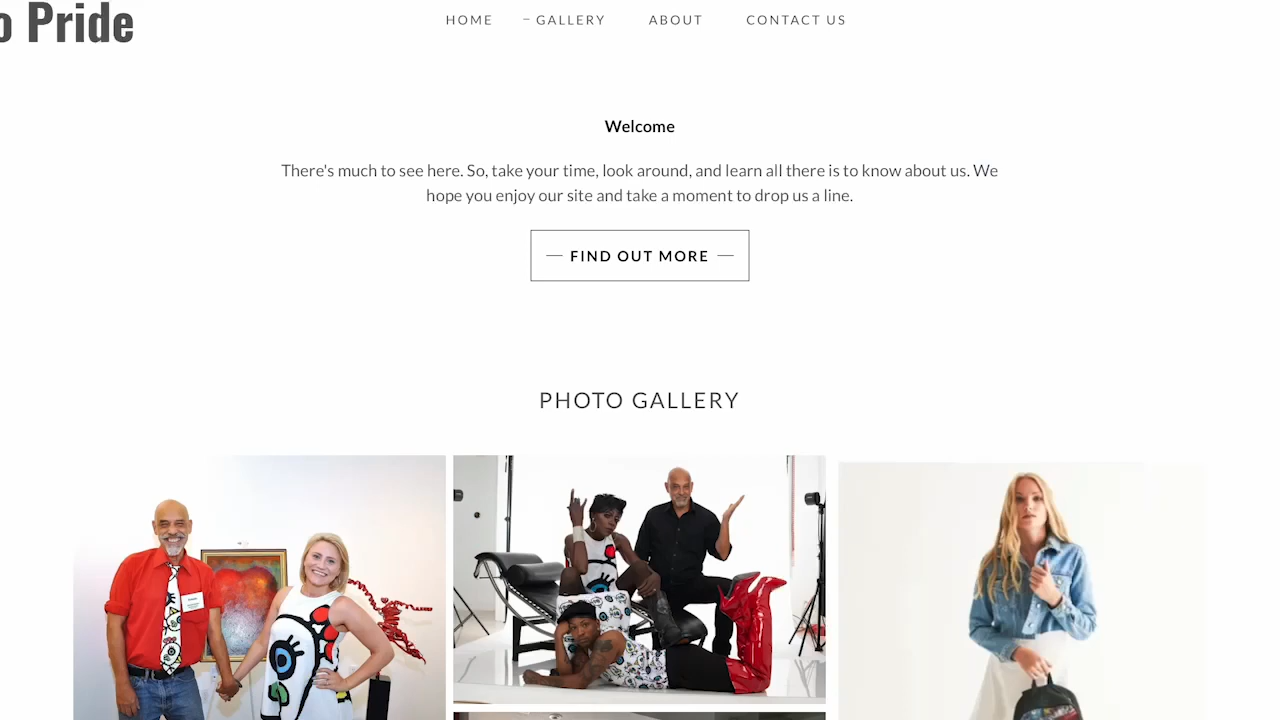 o Pride
HOME
GALLERY
ABOUT
CONTACT US
Welcome
There's much to see here. So, take your time, look around, and learn all there is to know about us. We
hope you enjoy our site and take a moment to drop us a line.
FIND OUT MORE
PHOTO GALLERY